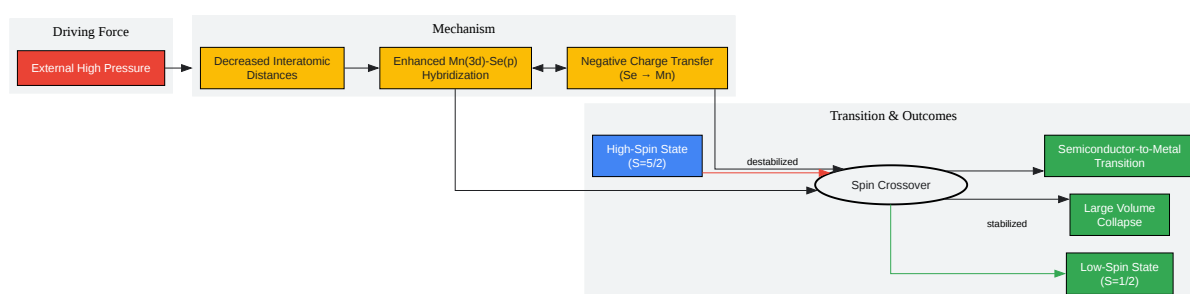 Driving Force
External High Pressure
Mechanism
Decreased Interatomic
Distances
Enhanced Mn(3d)-Se(p)
Hybridization
Negative Charge Transfer
(Se → Mn)
Transition & Outcomes
High-Spin State
(S=5/2)
destabilized
Spin Crossover
Semiconductor-to-Metal
Transition
Large Volume
Collapse
stabilized
Low-Spin State
(S=1/2)